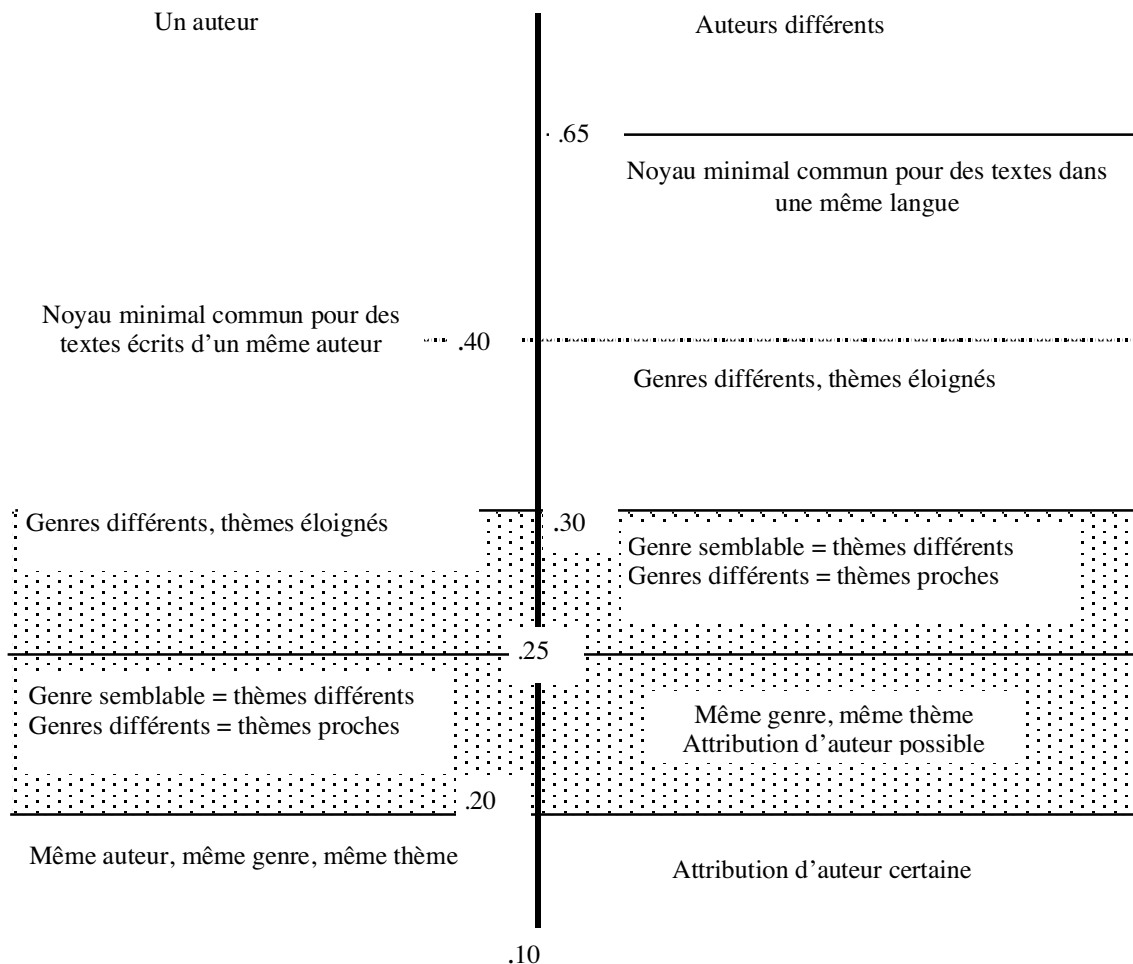 Un auteur
Auteurs différents
.65
Noyau minimal commun pour des textes dans
une même langue
Noyau minimal commun pour des
textes écrits d’un même auteur
.40
Genres différents, thèmes éloignés
Genres différents, thèmes éloignés
.30
Genre semblable = thèmes différents
Genres différents = thèmes proches
.25
Genre semblable = thèmes différents
Genres différents = thèmes proches
Même genre, même thème
Attribution d’auteur possible
.20
Même auteur, même genre, même thème
Attribution d’auteur certaine
.10